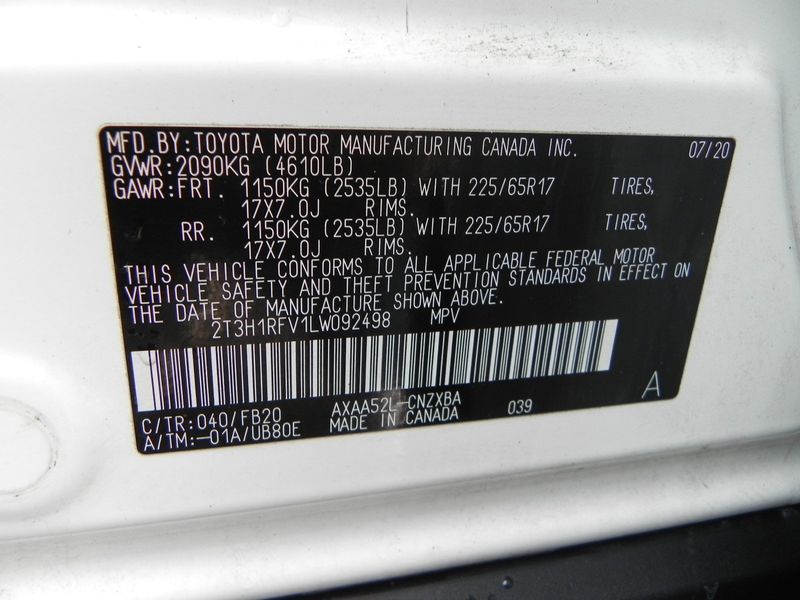 MFD.BY:TOYOTA MOTOR MANUFACTURING CANADA INC. 07/20
GVWR:2090KG (4610LB)
GAWR:FRT. 1150KG (2535LB) WITH 225/65R17 TIRES,
17X7.0J RIMS.
RR. 1150KG (2535LB) WITH 225/65R17 TIRES,
17X7.0J RIMS.
THIS VEHICLE CONFORMS TO ALL APPLICABLE FEDERAL MOTOR
VEHICLE SAFETY AND THEFT PREVENTION STANDARDS IN EFFECT ON
THE DATE OF MANUFACTURE SHOWN ABOVE.
2T3H1RFV1LW092498 MPV
A
C/TR:040/FB20 AXAA52L-CNZXBA 039
A/TM:-01A/UB80E MADE IN CANADA